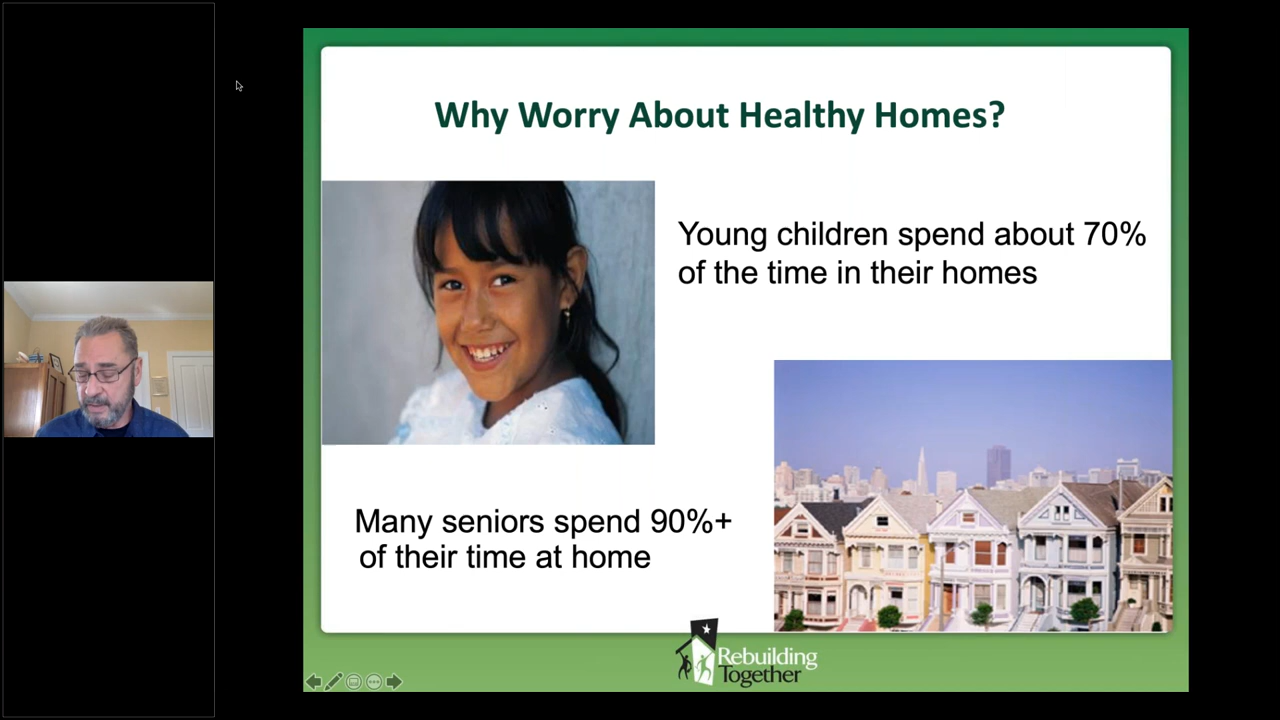 Why Worry About Healthy Homes?
Young children spend about 70%
of the time in their homes
Many seniors spend 90%+
of their time at home
Rebuilding
Together